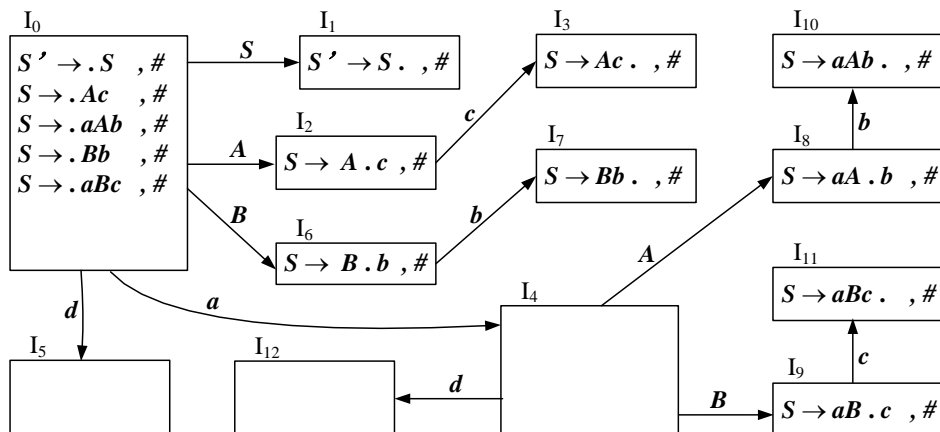 I0
S' → . S , #
S → . Ac , #
S → . aAb , #
S → . Bb , #
S → . aBc , #
S
I1
S' → S . , #
A
I2
S → A . c , #
c
I3
S → Ac . , #
B
I6
S → B . b , #
b
I7
S → Bb . , #
I10
S → aAb . , #
b
I8
S → aA . b , #
A
a
I4
d
I5
I12
d
B
I11
S → aBc . , #
c
I9
S → aB . c , #